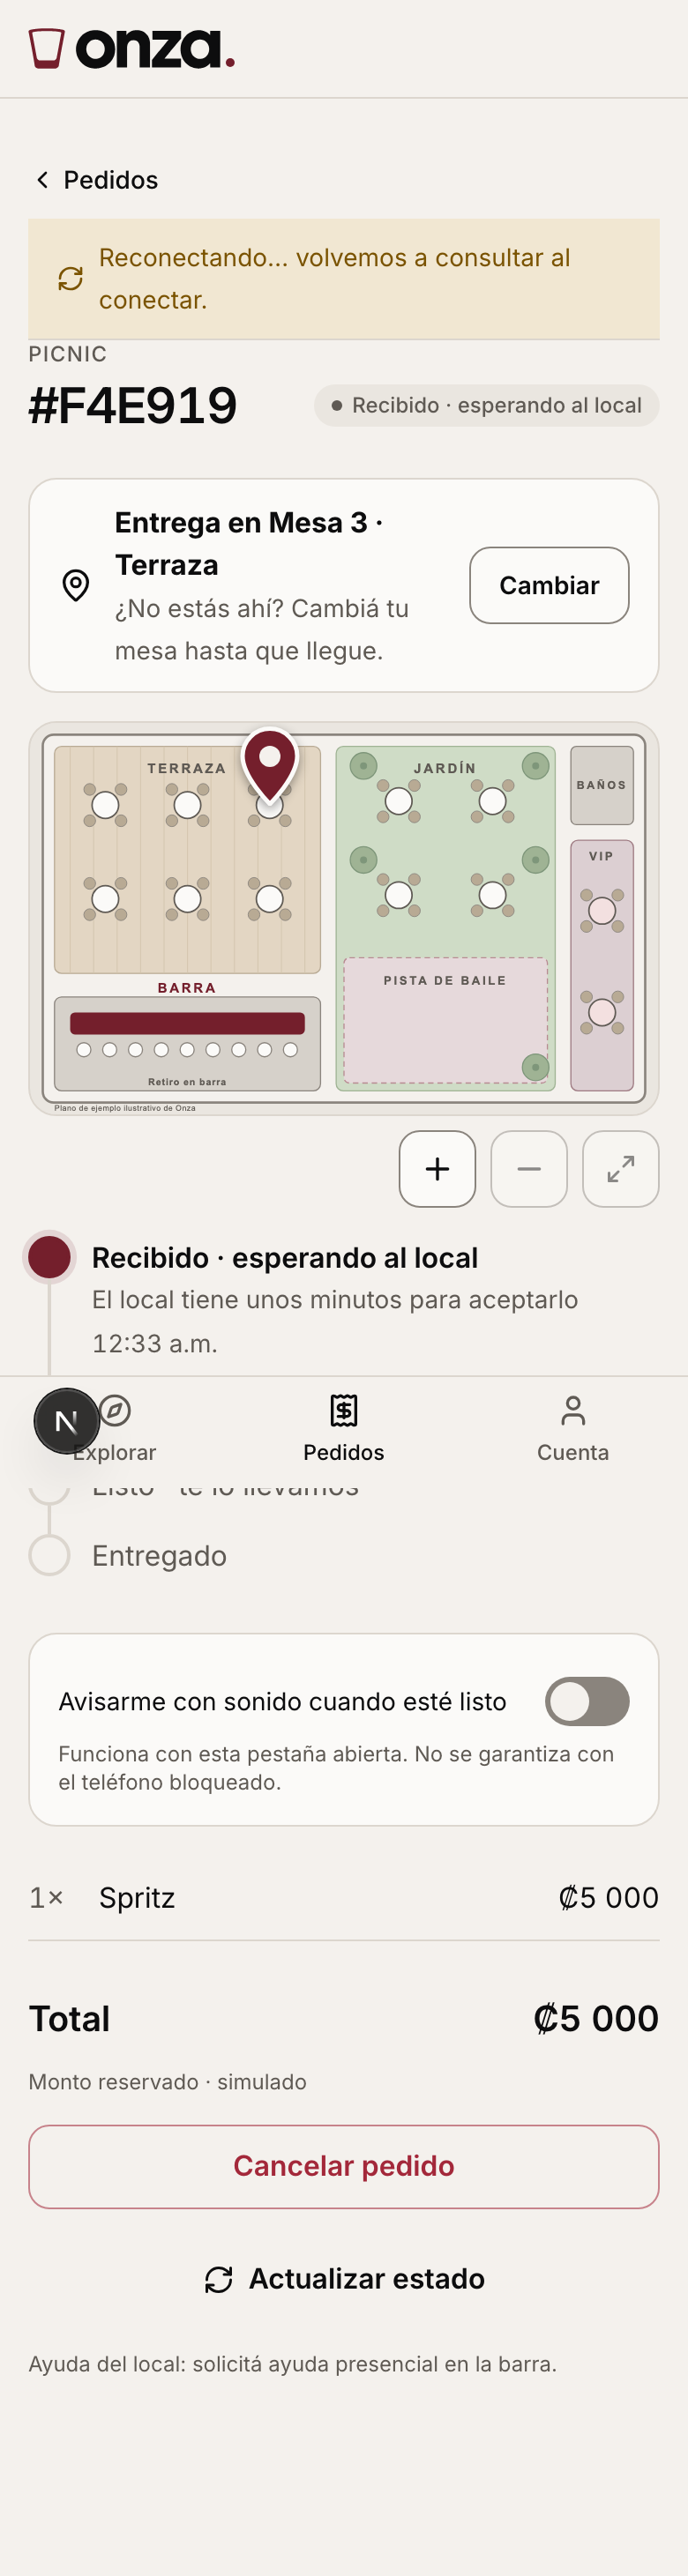 onza.
Pedidos
Reconectando... volvemos a consultar al
conectar.
PICNIC
#F4E919
Recibido · esperando al local
Entrega en Mesa 3 ·
Terraza
¿No estás ahí? Cambiá tu
mesa hasta que llegue.
Cambiar
TERRAZA
JARDÍN
BAÑOS
VIP
PISTA DE BAILE
BARRA
Retiro en barra
Plano de ejemplo ilustrativo de Onza
Recibido · esperando al local
El local tiene unos minutos para aceptarlo
12:33 a.m.
N
Explorar
Pedidos
Cuenta
Listo · te lo llevamos
Entregado
Avisarme con sonido cuando esté listo
Funciona con esta pestaña abierta. No se garantiza con
el teléfono bloqueado.
1× Spritz ₡5 000
Total ₡5 000
Monto reservado · simulado
Cancelar pedido
Actualizar estado
Ayuda del local: solicitá ayuda presencial en la barra.